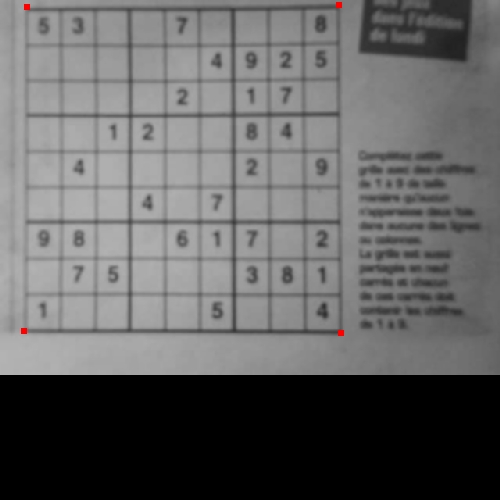 5 3 7 8
4 9 2 5
2 1 7
1 2 8 4
4 2 9
4 7
9 8 6 1 7 2
7 5 3 8 1
1 5 4
dans l'édition
de lundi
Complétez cette
grille avec des chiffres
de 1 à 9 de telle
manière qu'aucun
n'apparaisse deux fois
dans aucune des lignes
ou colonnes.
La grille est aussi
partagée en neuf
carrés et chacun
de ces carrés doit
contenir les chiffres
de 1 à 9.